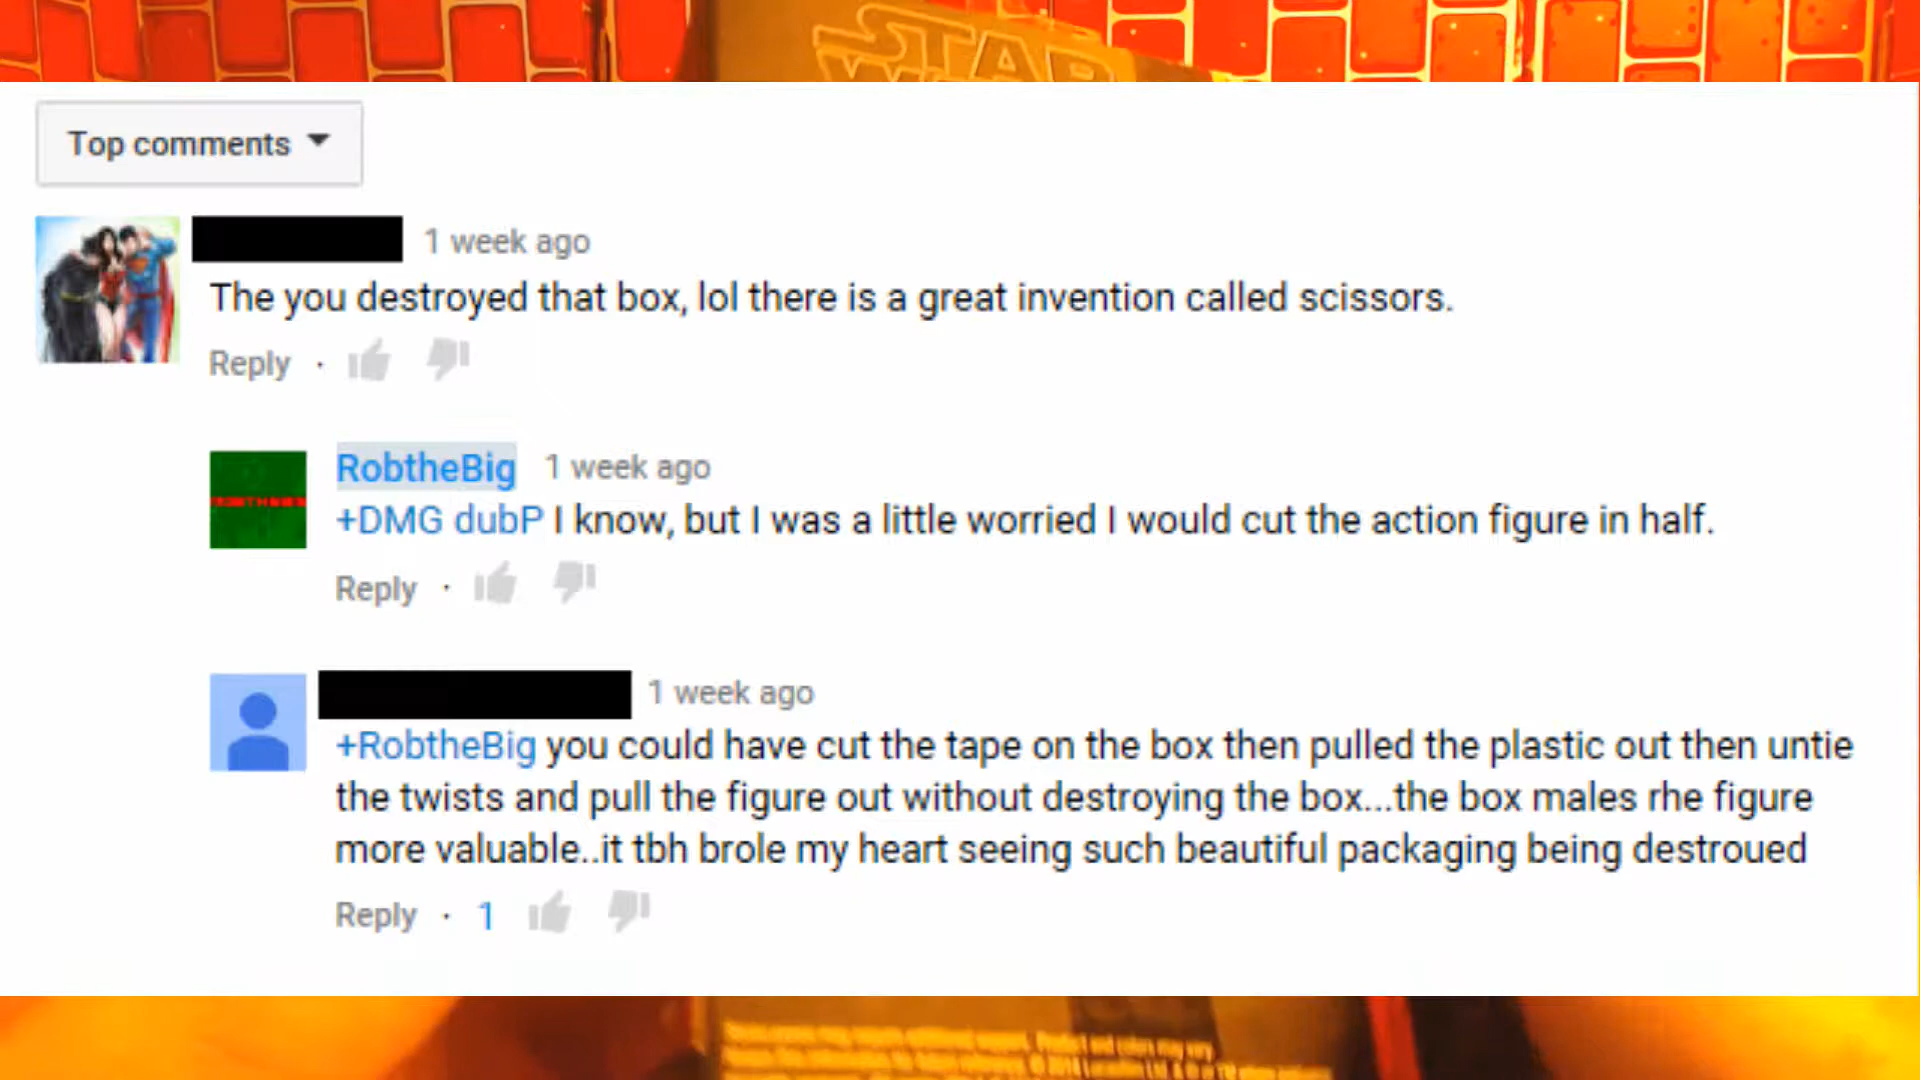 STAR
Top comments
1 week ago
The you destroyed that box, lol there is a great invention called scissors.
Reply ·
RobtheBig 1 week ago
+DMG dubP I know, but I was a little worried I would cut the action figure in half.
Reply ·
1 week ago
+RobtheBig you could have cut the tape on the box then pulled the plastic out then untie
the twists and pull the figure out without destroying the box...the box males rhe figure
more valuable..it tbh brole my heart seeing such beautiful packaging being destroued
Reply · 1